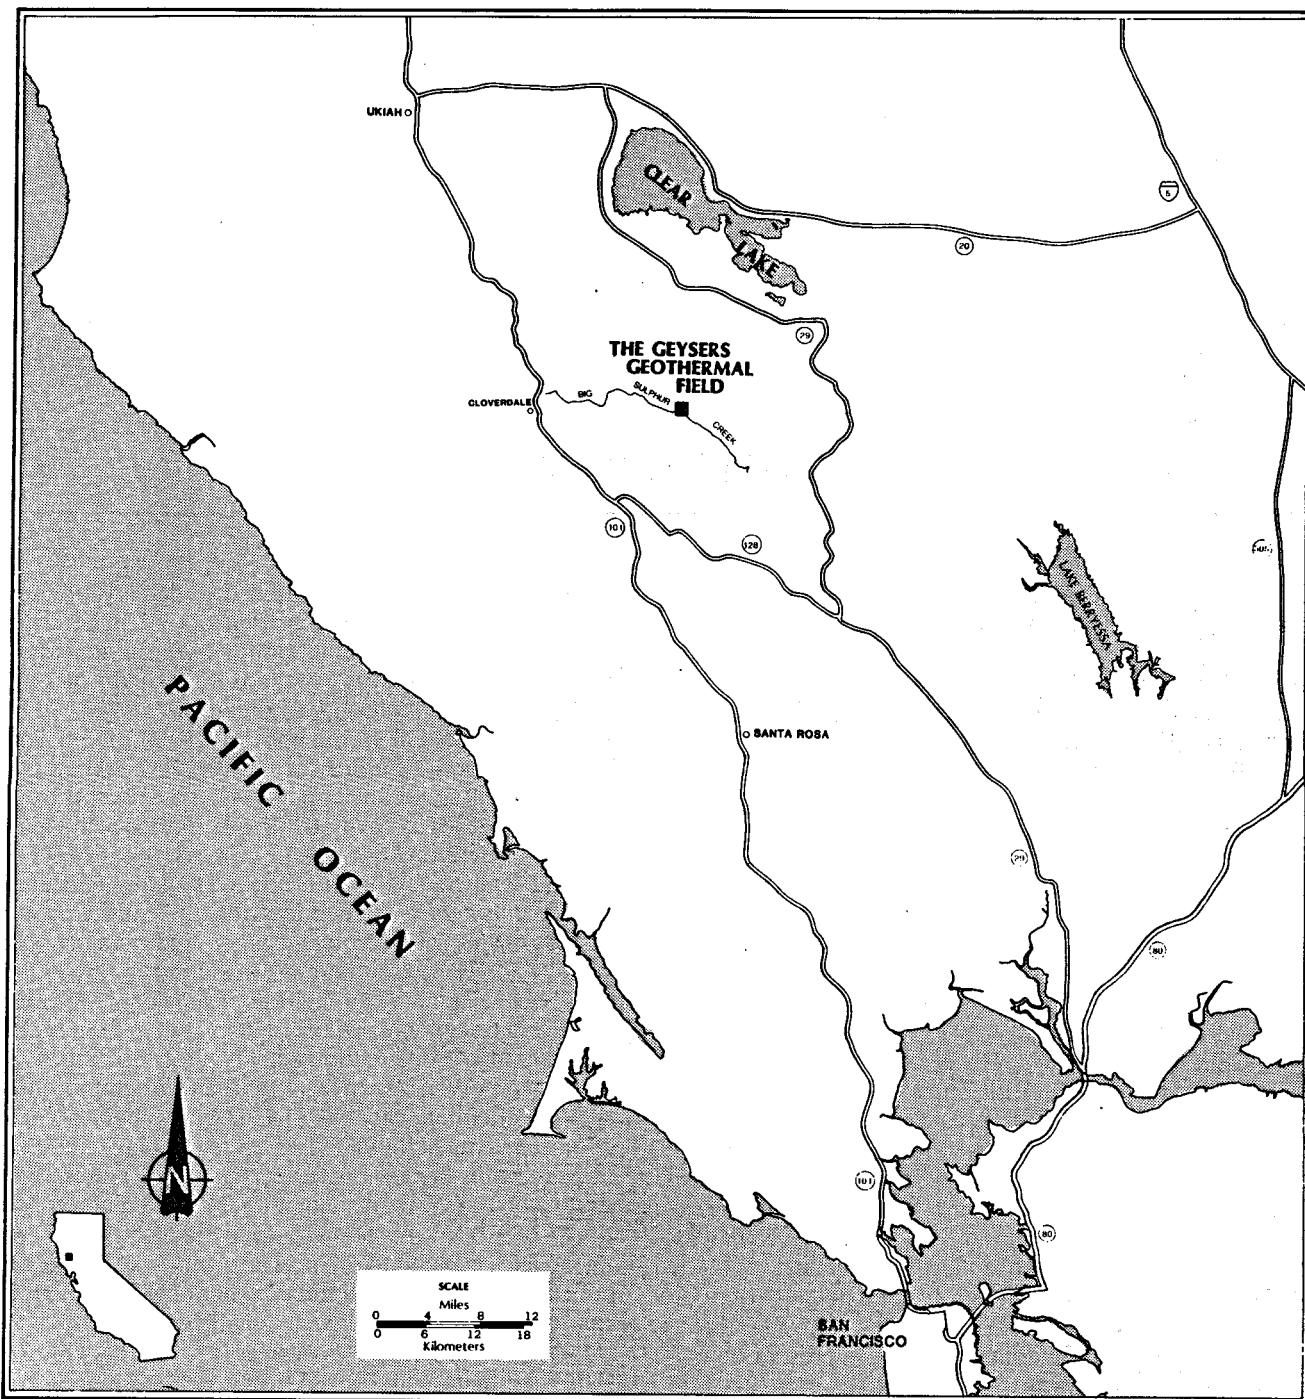 UKIAH
CLEAR
LAKE
5
20
29
THE GEYSERS
GEOTHERMAL
FIELD
BIG SULPHUR CREEK
CLOVERDALE
101
128
505
LAKE BERRYESSA
PACIFIC OCEAN
SANTA ROSA
29
80
N
101
80
SCALE
Miles
0 4 8 12
0 6 12 18
Kilometers
SAN
FRANCISCO